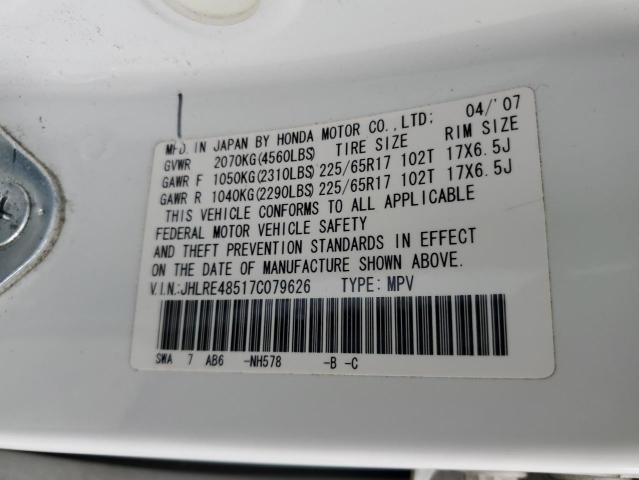 MFD. IN JAPAN BY HONDA MOTOR CO.,LTD: 04/'07
GVWR 2070KG(4560LBS) TIRE SIZE RIM SIZE
GAWR F 1050KG(2310LBS) 225/65R17 102T 17X6.5J
GAWR R 1040KG(2290LBS) 225/65R17 102T 17X6.5J
THIS VEHICLE CONFORMS TO ALL APPLICABLE
FEDERAL MOTOR VEHICLE SAFETY
AND THEFT PREVENTION STANDARDS IN EFFECT
ON THE DATE OF MANUFACTURE SHOWN ABOVE.
V.I.N.:JHLRE48517C079626 TYPE: MPV
SWA 7 AB6 -NH578 -B -C